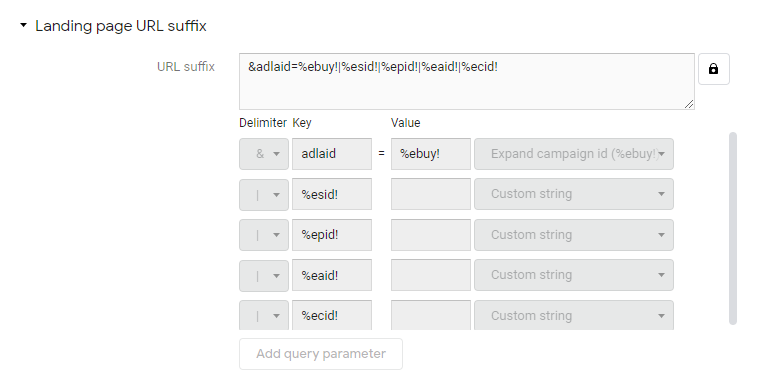 Landing page URL suffix
URL suffix
&adlaid=%ebuy!|%esid!|%epid!|%eaid!|%ecid!
Delimiter Key Value
& adlaid = %ebuy! Expand campaign id (%ebuy!
| %esid! Custom string
| %epid! Custom string
| %eaid! Custom string
| %ecid! Custom string
Add query parameter